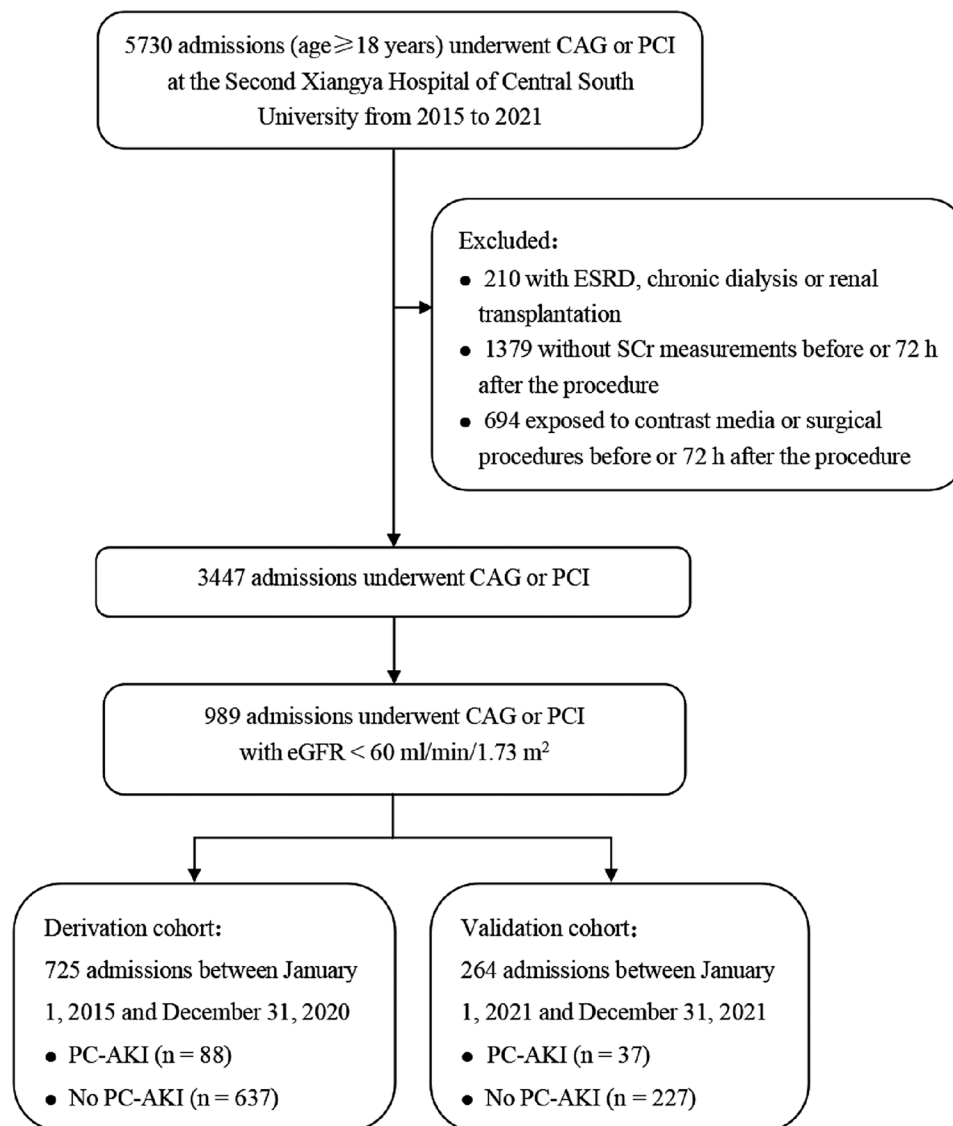 5730 admissions (age≥18 years) underwent CAG or PCI
at the Second Xiangya Hospital of Central South
University from 2015 to 2021
Excluded:
● 210 with ESRD, chronic dialysis or renal
transplantation
● 1379 without SCr measurements before or 72 h
after the procedure
● 694 exposed to contrast media or surgical
procedures before or 72 h after the procedure
3447 admissions underwent CAG or PCI
989 admissions underwent CAG or PCI
with eGFR < 60 ml/min/1.73 m²
Derivation cohort:
725 admissions between January
1, 2015 and December 31, 2020
● PC-AKI (n = 88)
● No PC-AKI (n = 637)
Validation cohort:
264 admissions between January
1, 2021 and December 31, 2021
● PC-AKI (n = 37)
● No PC-AKI (n = 227)